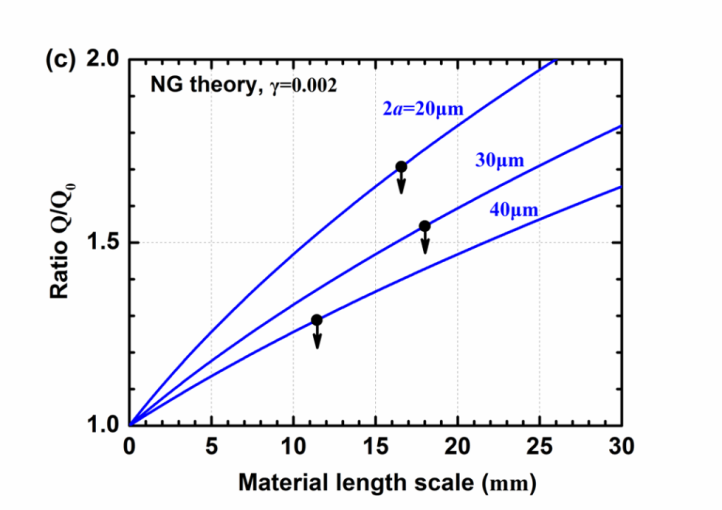 (c)
2.0
NG theory, γ=0.002
2a=20μm
30μm
40μm
1.5
1.0
Ratio Q/Q₀
0 5 10 15 20 25 30
Material length scale (mm)